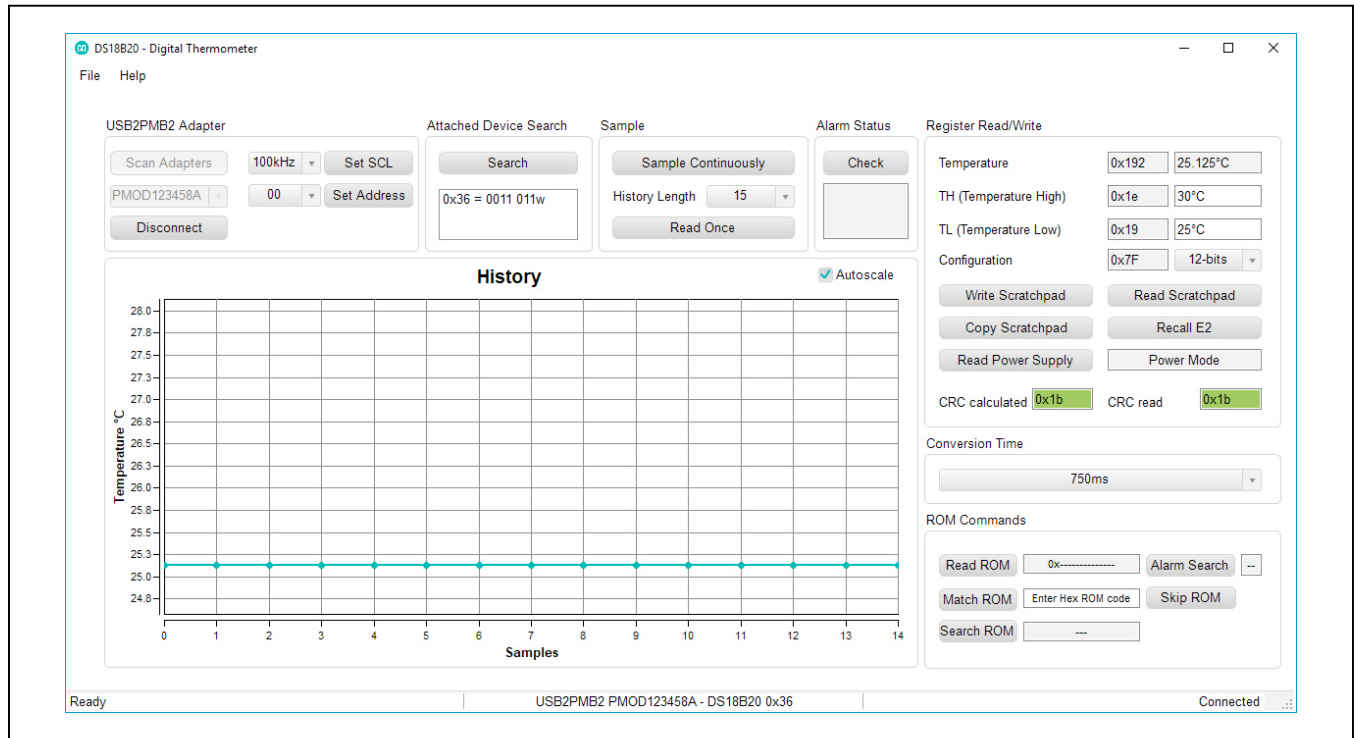 DS18B20 - Digital Thermometer
File Help
USB2PMB2 Adapter
Scan Adapters 100kHz Set SCL
PMOD123458A 00 Set Address
Disconnect
Attached Device Search
Search
0x36 = 0011 011w
Sample
Sample Continuously
History Length 15
Read Once
Alarm Status
Check
Register Read/Write
Temperature 0x192 25.125°C
TH (Temperature High) 0x1e 30°C
TL (Temperature Low) 0x19 25°C
Configuration 0x7F 12-bits
Write Scratchpad Read Scratchpad
Copy Scratchpad Recall E2
Read Power Supply Power Mode
CRC calculated 0x1b CRC read 0x1b
History
Autoscale
Temperature °C
28.0
27.8
27.5
27.3
27.0
26.8
26.5
26.3
26.0
25.8
25.5
25.3
25.0
24.8
0 1 2 3 4 5 6 7 8 9 10 11 12 13 14
Samples
Conversion Time
750ms
ROM Commands
Read ROM 0x-------------- Alarm Search --
Match ROM Enter Hex ROM code Skip ROM
Search ROM ---
Ready USB2PMB2 PMOD123458A - DS18B20 0x36 Connected